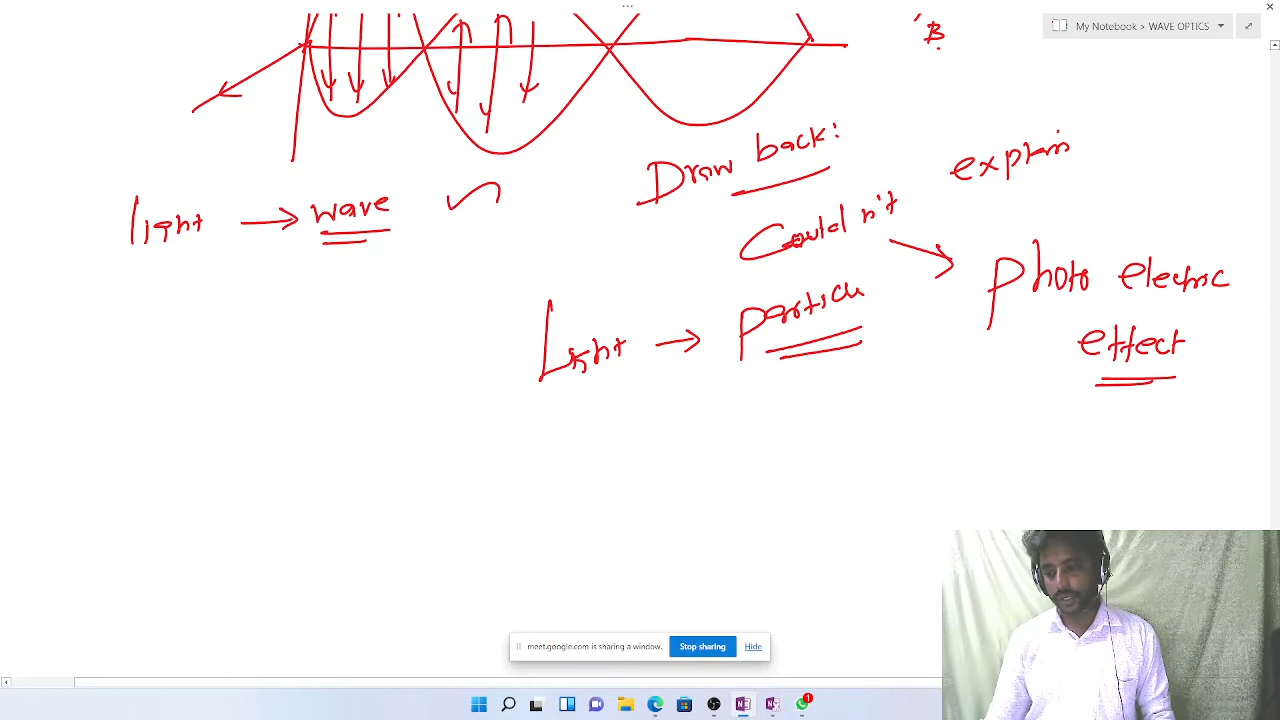 My Notebook > WAVE OPTICS
B
Draw back:
explain
light → wave
Could n't
photo electric
effect
Light → particle
meet.google.com is sharing a window.
Stop sharing
Hide
1